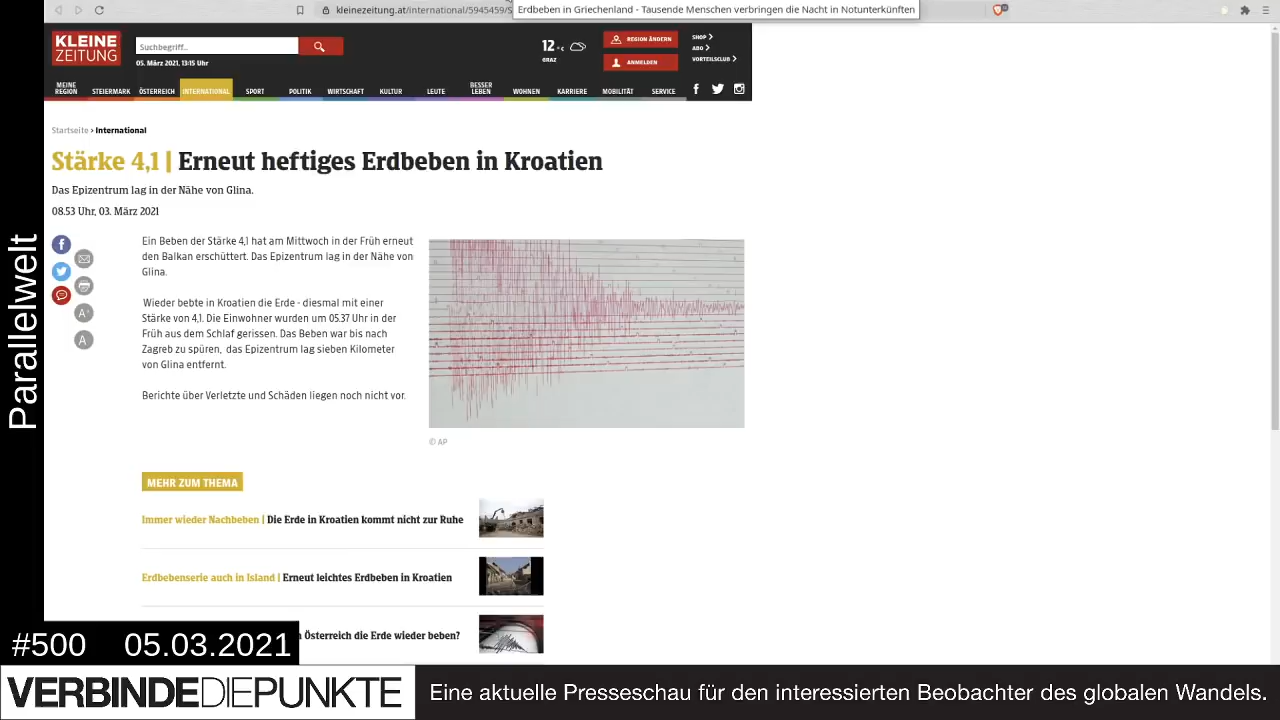 kleinezeitung.at/international/5945459/S
Erdbeben in Griechenland - Tausende Menschen verbringen die Nacht in Notunterkünften
KLEINE
ZEITUNG
Suchbegriff...
05. März 2021, 13:15 Uhr
12 °C
GRAZ
REGION ÄNDERN
ANMELDEN
SHOP
ABO
VORTEILSCLUB
MEINE
REGION
STEIERMARK
ÖSTERREICH
INTERNATIONAL
SPORT
POLITIK
WIRTSCHAFT
KULTUR
LEUTE
BESSER
LEBEN
WOHNEN
KARRIERE
MOBILITÄT
SERVICE
Startseite › International
Stärke 4,1 | Erneut heftiges Erdbeben in Kroatien
Das Epizentrum lag in der Nähe von Glina.
08.53 Uhr, 03. März 2021
A+
A-
Ein Beben der Stärke 4,1 hat am Mittwoch in der Früh erneut
den Balkan erschüttert. Das Epizentrum lag in der Nähe von
Glina.
Wieder bebte in Kroatien die Erde - diesmal mit einer
Stärke von 4,1. Die Einwohner wurden um 05.37 Uhr in der
Früh aus dem Schlaf gerissen. Das Beben war bis nach
Zagreb zu spüren, das Epizentrum lag sieben Kilometer
von Glina entfernt.
Berichte über Verletzte und Schäden liegen noch nicht vor.
© AP
MEHR ZUM THEMA
Immer wieder Nachbeben | Die Erde in Kroatien kommt nicht zur Ruhe
Erdbebenserie auch in Island | Erneut leichtes Erdbeben in Kroatien
Österreich die Erde wieder beben?
Parallelwelt
#500 05.03.2021
VERBINDEDIEPUNKTE
Eine aktuelle Presseschau für den interessierten Beobachter des globalen Wandels.